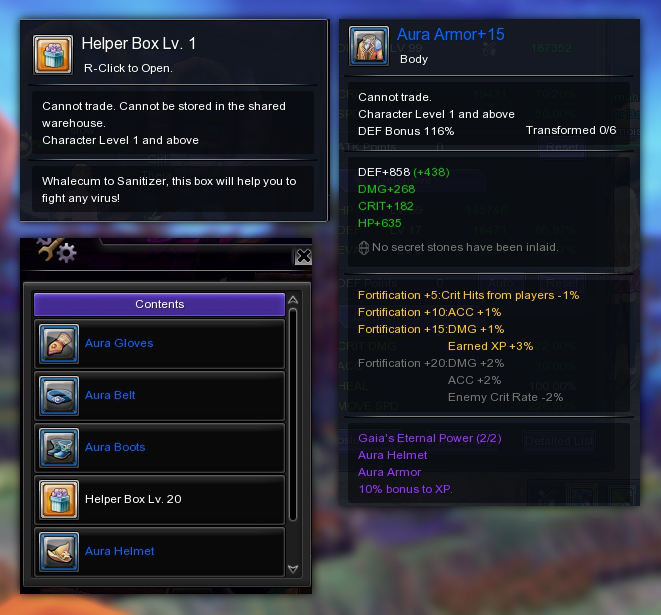 Helper Box Lv. 1
R-Click to Open.
Cannot trade. Cannot be stored in the shared
warehouse.
Character Level 1 and above
Whalecum to Sanitizer, this box will help you to
fight any virus!
Contents
Aura Gloves
Aura Belt
Aura Boots
Helper Box Lv. 20
Aura Helmet
Aura Armor+15
Body
Cannot trade.
Character Level 1 and above
DEF Bonus 116%
Transformed 0/6
DEF+858 (+438)
DMG+268
CRIT+182
HP+635
No secret stones have been inlaid.
Fortification +5:Crit Hits from players -1%
Fortification +10:ACC +1%
Fortification +15:DMG +1%
Earned XP +3%
Fortification +20:DMG +2%
ACC +2%
Enemy Crit Rate -2%
Gaia's Eternal Power (2/2)
Aura Helmet
Aura Armor
10% bonus to XP.